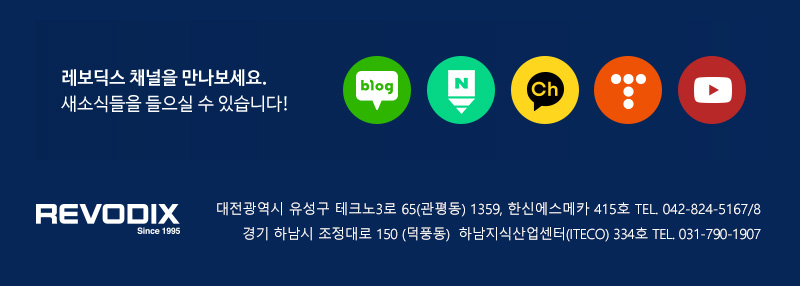 레보딕스 채널을 만나보세요.
새소식들을 들으실 수 있습니다!
blog
N
Ch
REVODIX
Since 1995
대전광역시 유성구 테크노3로 65(관평동) 1359, 한신에스메카 415호 TEL. 042-824-5167/8
경기 하남시 조정대로 150 (덕풍동) 하남지식산업센터(ITECO) 334호 TEL. 031-790-1907